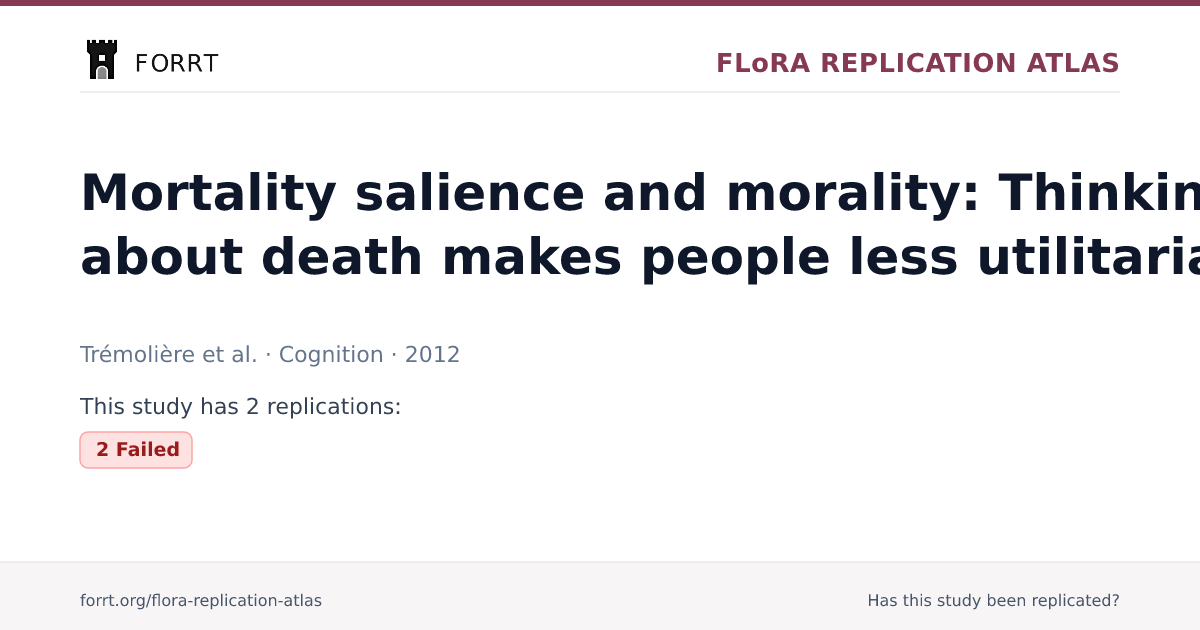 FORRT
FLoRA REPLICATION ATLAS
Mortality salience and morality: Thinkin
about death makes people less utilitaria
Trémolière et al. · Cognition · 2012
This study has 2 replications:
2 Failed
forrt.org/flora-replication-atlas
Has this study been replicated?